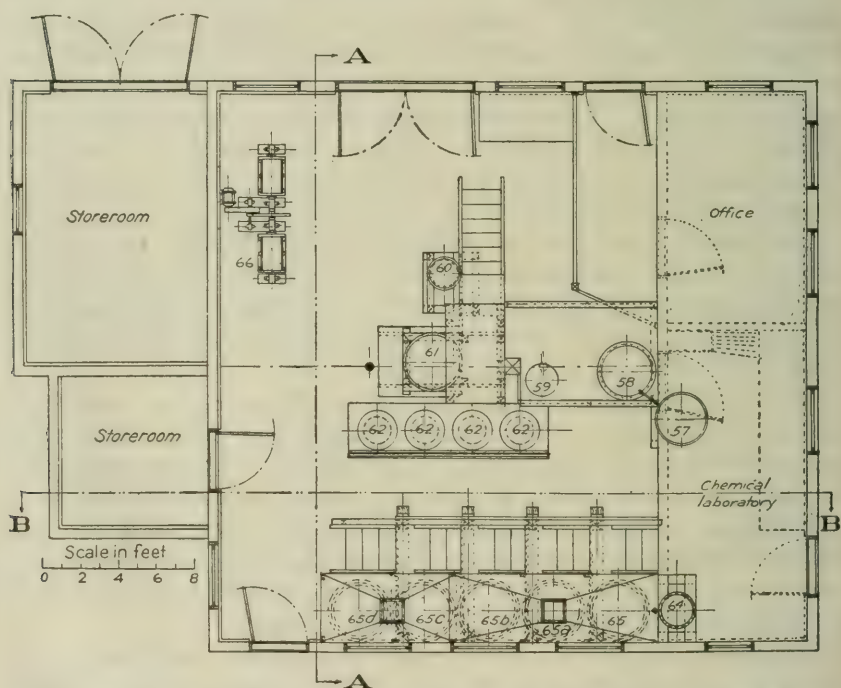 A
Storeroom
Office
66
60
61
59
58
57
62 62 62 62
Storeroom
Chemical
laboratory
B
B
Scale in feet
0 2 4 6 8
65d 65c 65b 65a 65 64
A